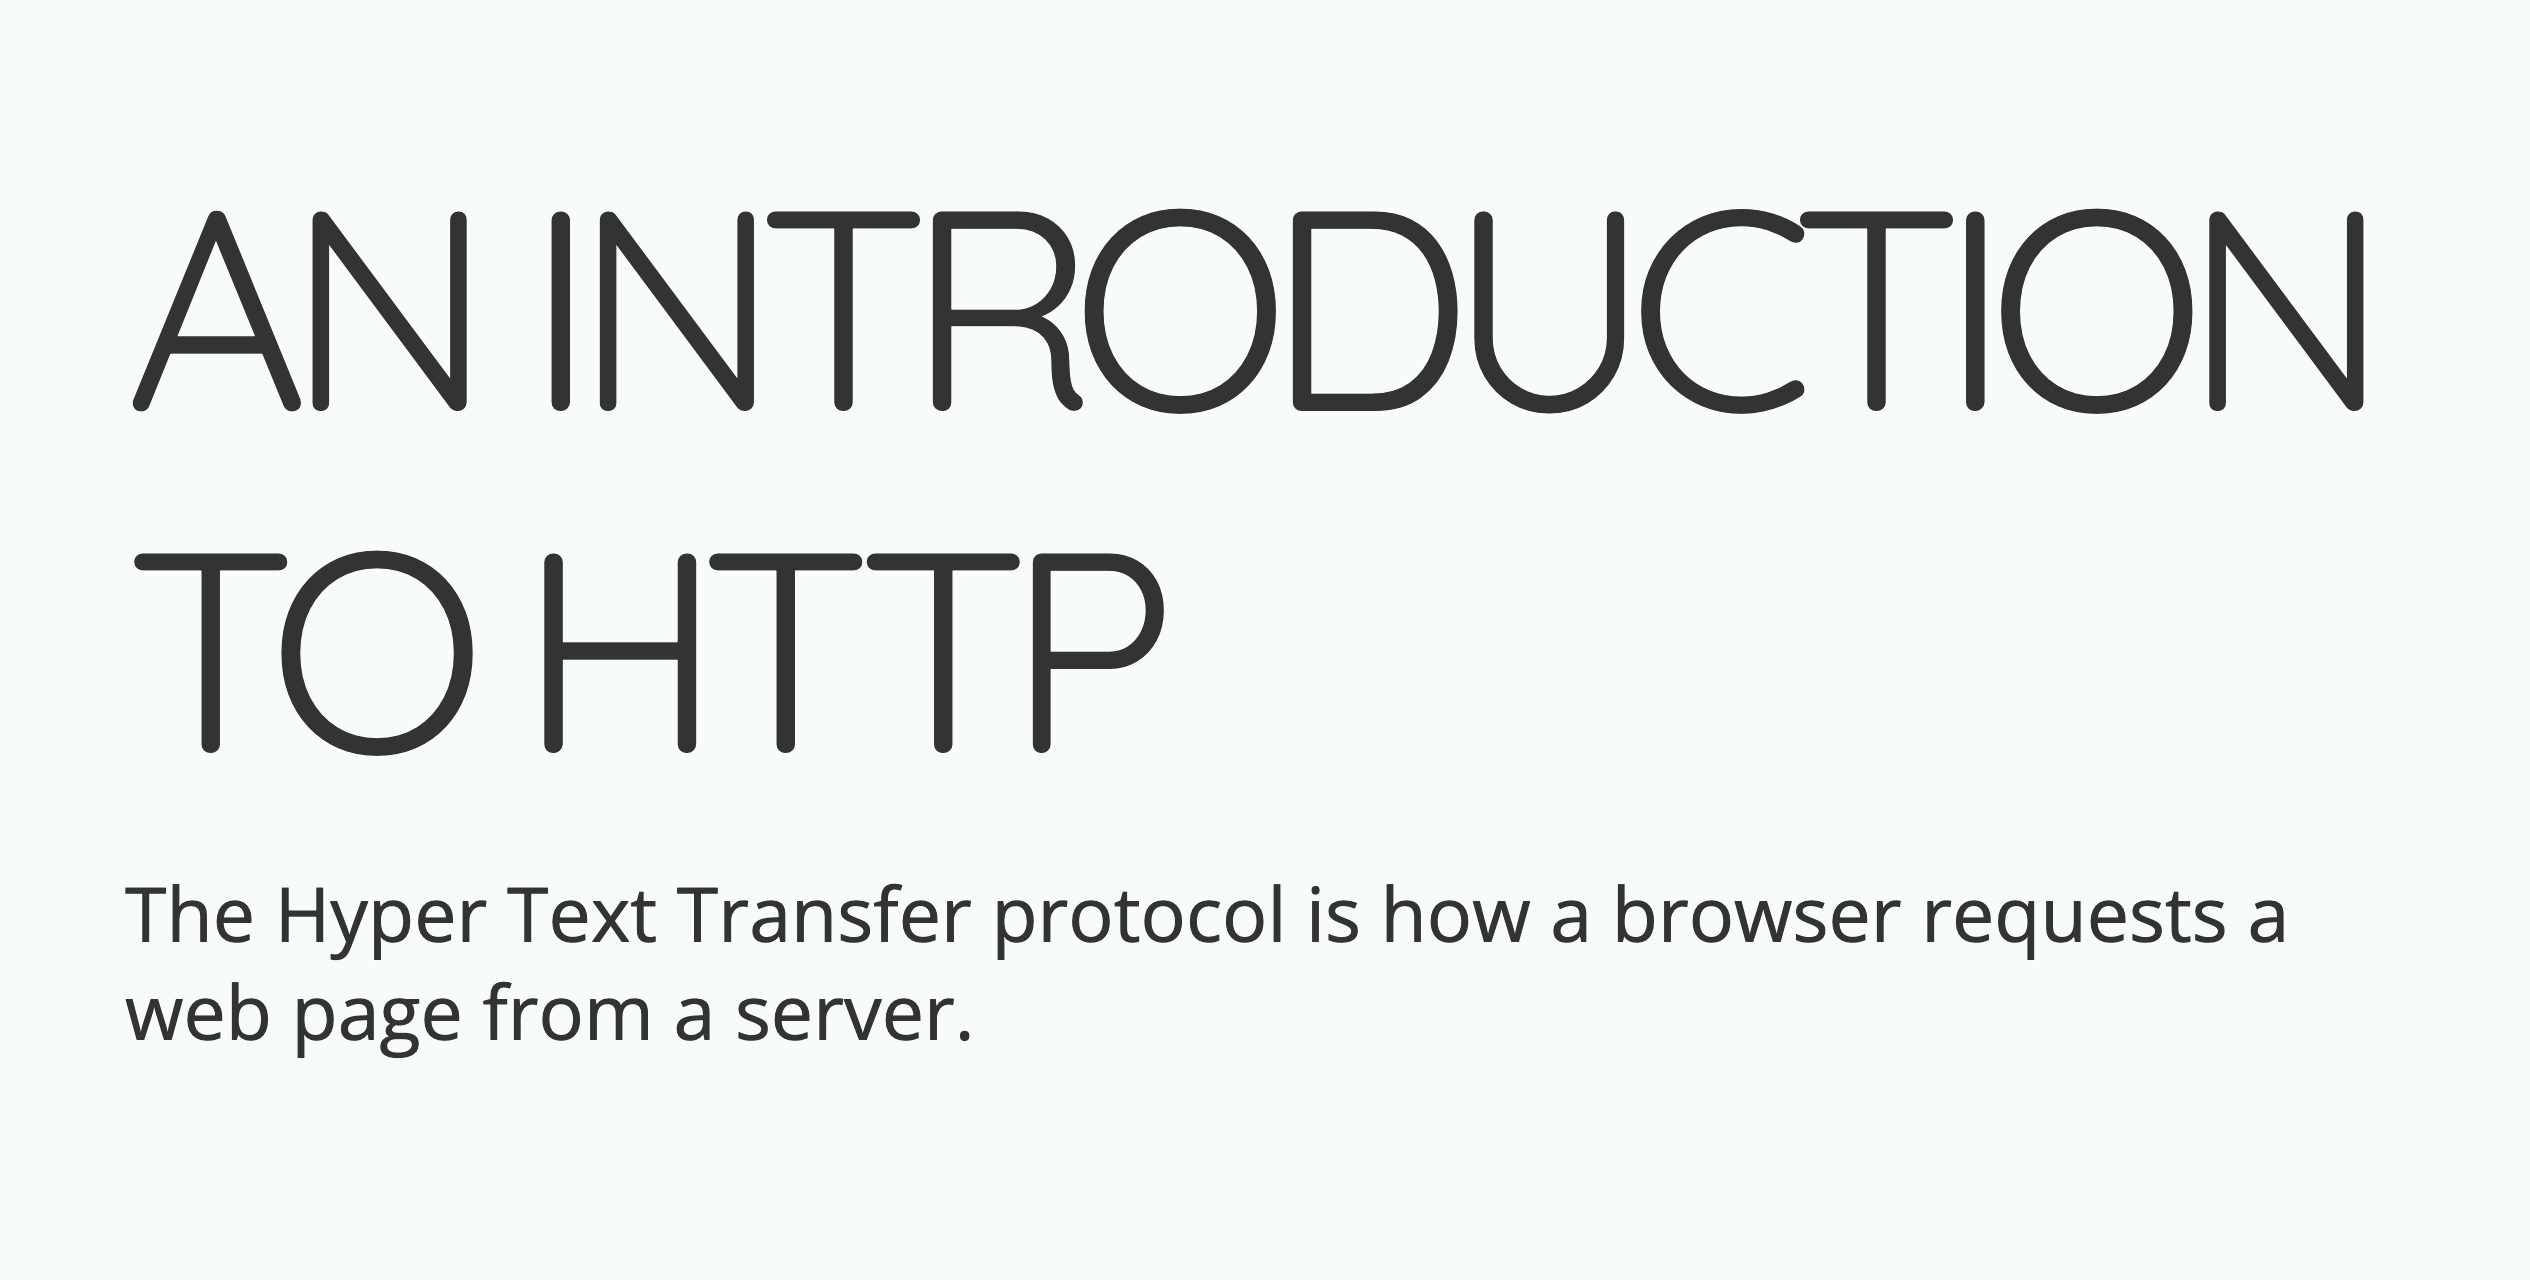 AN INTRODUCTION
TO HTTP
The Hyper Text Transfer protocol is how a browser requests a
web page from a server.